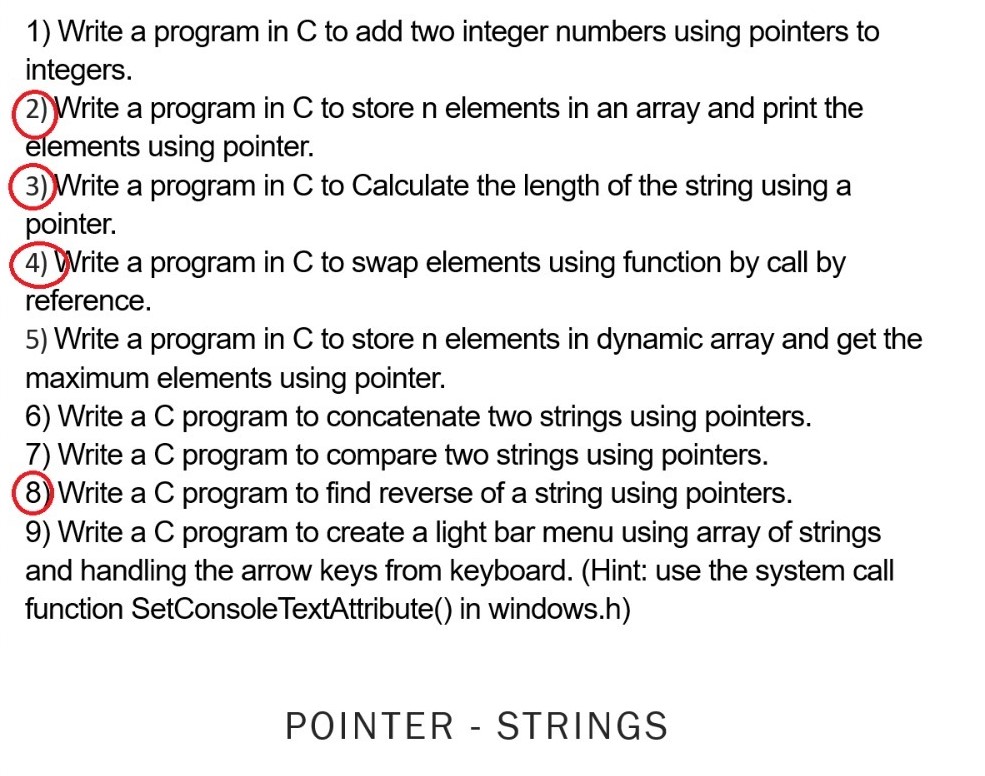 1) Write a program in C to add two integer numbers using pointers to
integers.
2) Write a program in C to store n elements in an array and print the
elements using pointer.
3) Write a program in C to Calculate the length of the string using a
pointer.
4) Write a program in C to swap elements using function by call by
reference.
5) Write a program in C to store n elements in dynamic array and get the
maximum elements using pointer.
6) Write a C program to concatenate two strings using pointers.
7) Write a C program to compare two strings using pointers.
8) Write a C program to find reverse of a string using pointers.
9) Write a C program to create a light bar menu using array of strings
and handling the arrow keys from keyboard. (Hint: use the system call
function SetConsoleTextAttribute() in windows.h)
POINTER - STRINGS